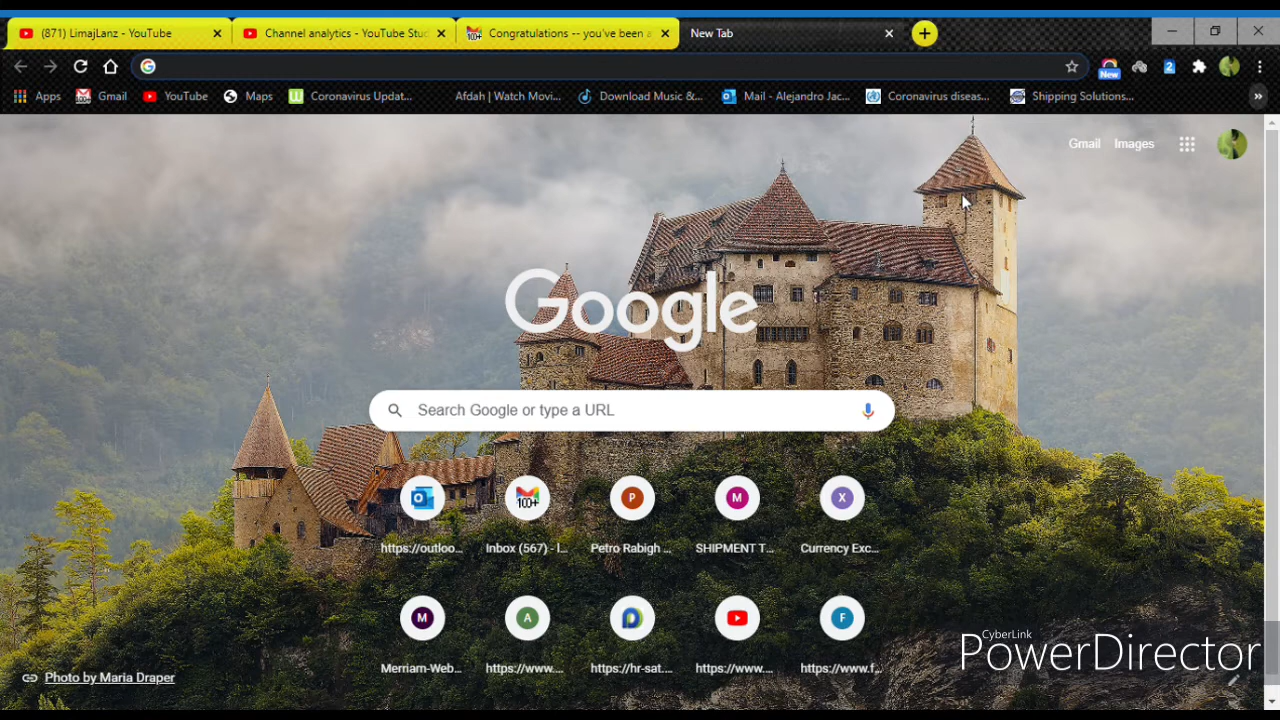 (871) LimajLanz - YouTube
Channel analytics - YouTube Stud
Congratulations -- you've been a
New Tab
New
2
Apps
100+
Gmail
YouTube
Maps
Coronavirus Updat...
Afdah | Watch Movi...
Download Music &...
Mail - Alejandro Jac...
Coronavirus diseas...
Shipping Solutions...
»
Gmail
Images
Google
Search Google or type a URL
100+
P
M
X
https://outloo...
Inbox (567) - l...
Petro Rabigh ...
SHIPMENT T...
Currency Exc...
M
A
F
Merriam-Web...
https://www....
https://hr-sat....
https://www....
https://www.f...
Photo by Maria Draper
CyberLink
PowerDirector